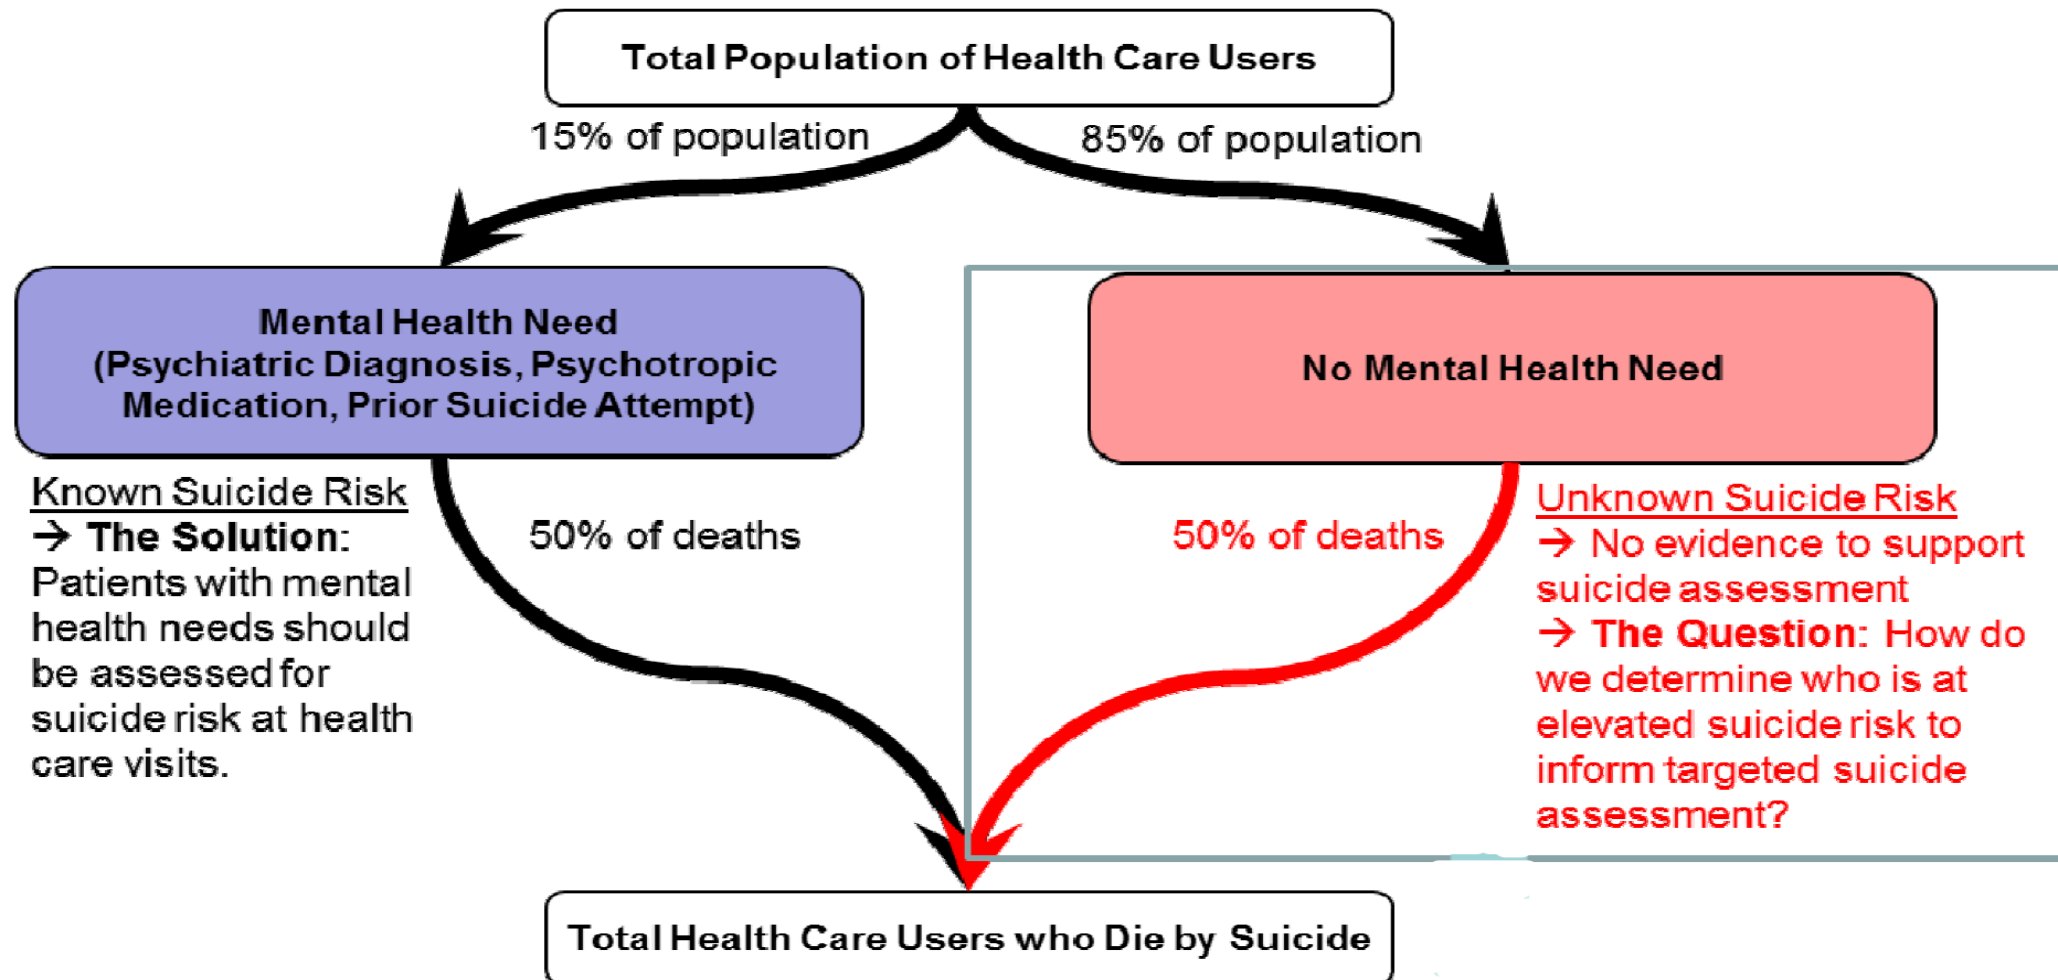 Total Population of Health Care Users
15% of population
85% of population
Mental Health Need
(Psychiatric Diagnosis, Psychotropic
Medication, Prior Suicide Attempt)
No Mental Health Need
Known Suicide Risk
→ The Solution:
Patients with mental
health needs should
be assessed for
suicide risk at health
care visits.
50% of deaths
50% of deaths
Unknown Suicide Risk
→ No evidence to support
suicide assessment
→ The Question: How do
we determine who is at
elevated suicide risk to
inform targeted suicide
assessment?
Total Health Care Users who Die by Suicide